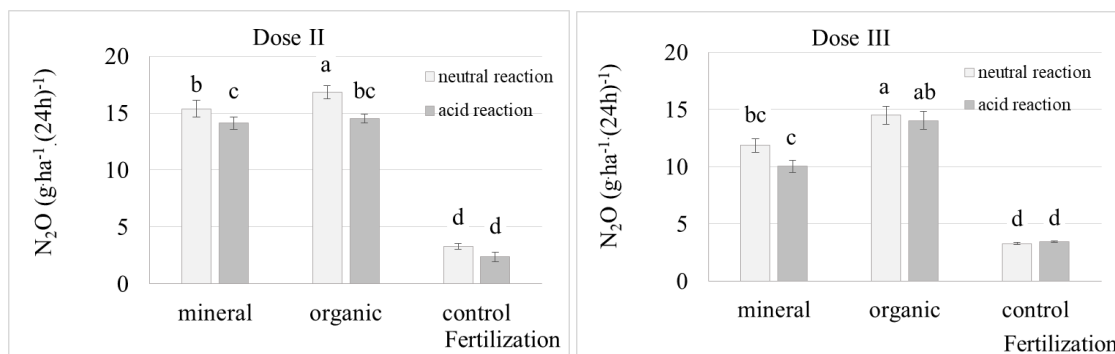 Dose II
20
15
10
5
0
N₂O (g·ha⁻¹·(24h)⁻¹)
neutral reaction
acid reaction
b
c
a
bc
d
d
mineral organic control
Fertilization
Dose III
20
15
10
5
0
N₂O (g·ha⁻¹·(24h)⁻¹)
neutral reaction
acid reaction
bc
c
a
ab
d
d
mineral organic control
Fertilization